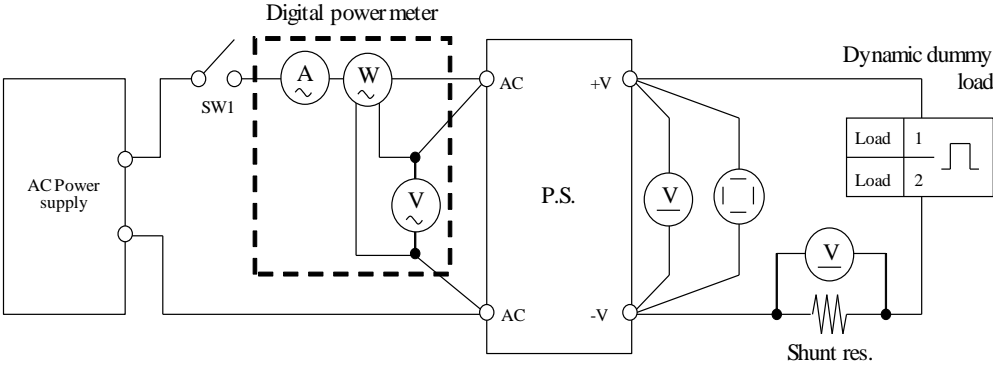 Digital power meter
Dynamic dummy
load
A
W
SW1
AC
+V
Load 1
Load 2
AC Power
supply
V
P.S.
V
V
AC
-V
Shunt res.